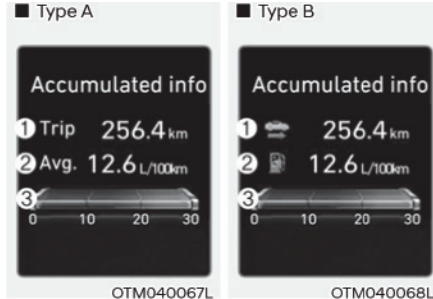 ■ Type A
Accumulated info
1 Trip 256.4 km
2 Avg. 12.6 L/100km
3
0 10 20 30
OTM040067L
■ Type B
Accumulated info
1 256.4 km
2 12.6 L/100km
3
0 10 20 30
OTM040068L